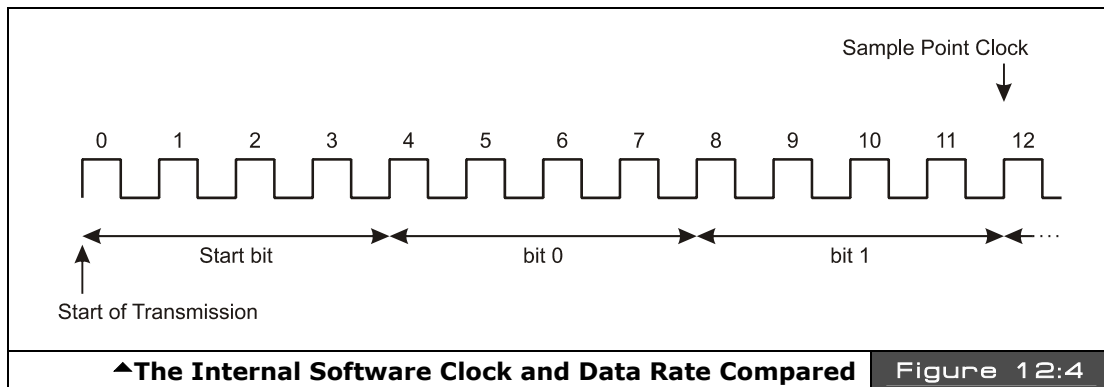 Sample Point Clock
0 1 2 3 4 5 6 7 8 9 10 11 12
Start bit bit 0 bit 1 ...
Start of Transmission
The Internal Software Clock and Data Rate Compared Figure 12:4